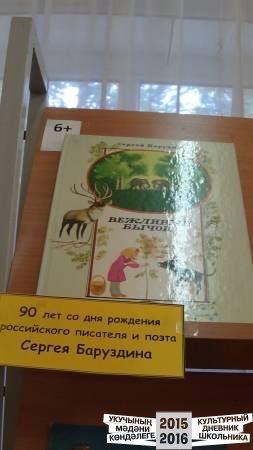 6+
Сергей Баруздин
ВЕЖЛИВЫЙ
БЫЧОК
90 лет со дня рождения
российского писателя и поэта
Сергея Баруздина
УКУЧЫНЫҢ
МӘДӘНИ
КӨНДӘЛЕГЕ
2015
2016
КУЛЬТУРНЫЙ
ДНЕВНИК
ШКОЛЬНИКА